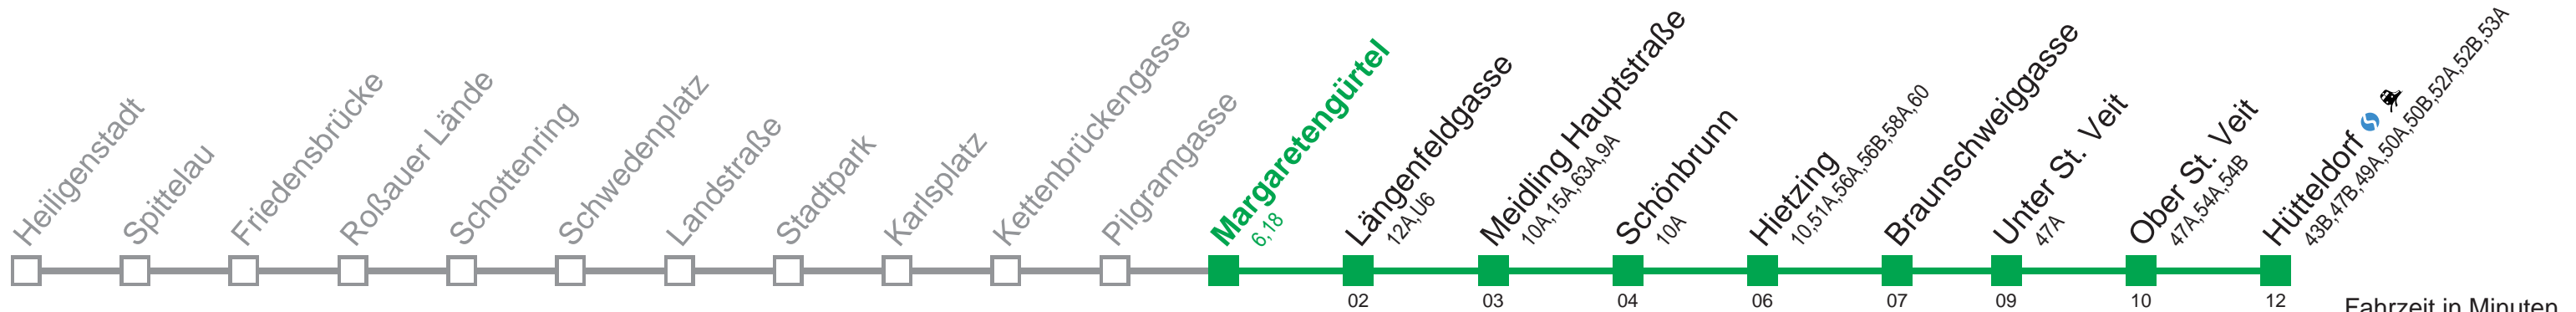 Heiligenstadt
Spittelau
Friedensbrücke
Roßauer Lände
Schottenring
Schwedenplatz
Landstraße
Stadtpark
Karlsplatz
Kettenbrückengasse
Pilgramgasse
Margaretengürtel
6,18
Längenfeldgasse
12A,U6
Meidling Hauptstraße
10A,15A,63A,9A
Schönbrunn
10A
Hietzing
10,51A,56A,56B,58A,60
Braunschweiggasse
Unter St. Veit
47A
Ober St. Veit
47A,54A,54B
Hütteldorf
43B,47B,49A,50A,50B,52A,52B,53A
02 03 04 06 07 09 10 12
Fahrzeit in Minuten